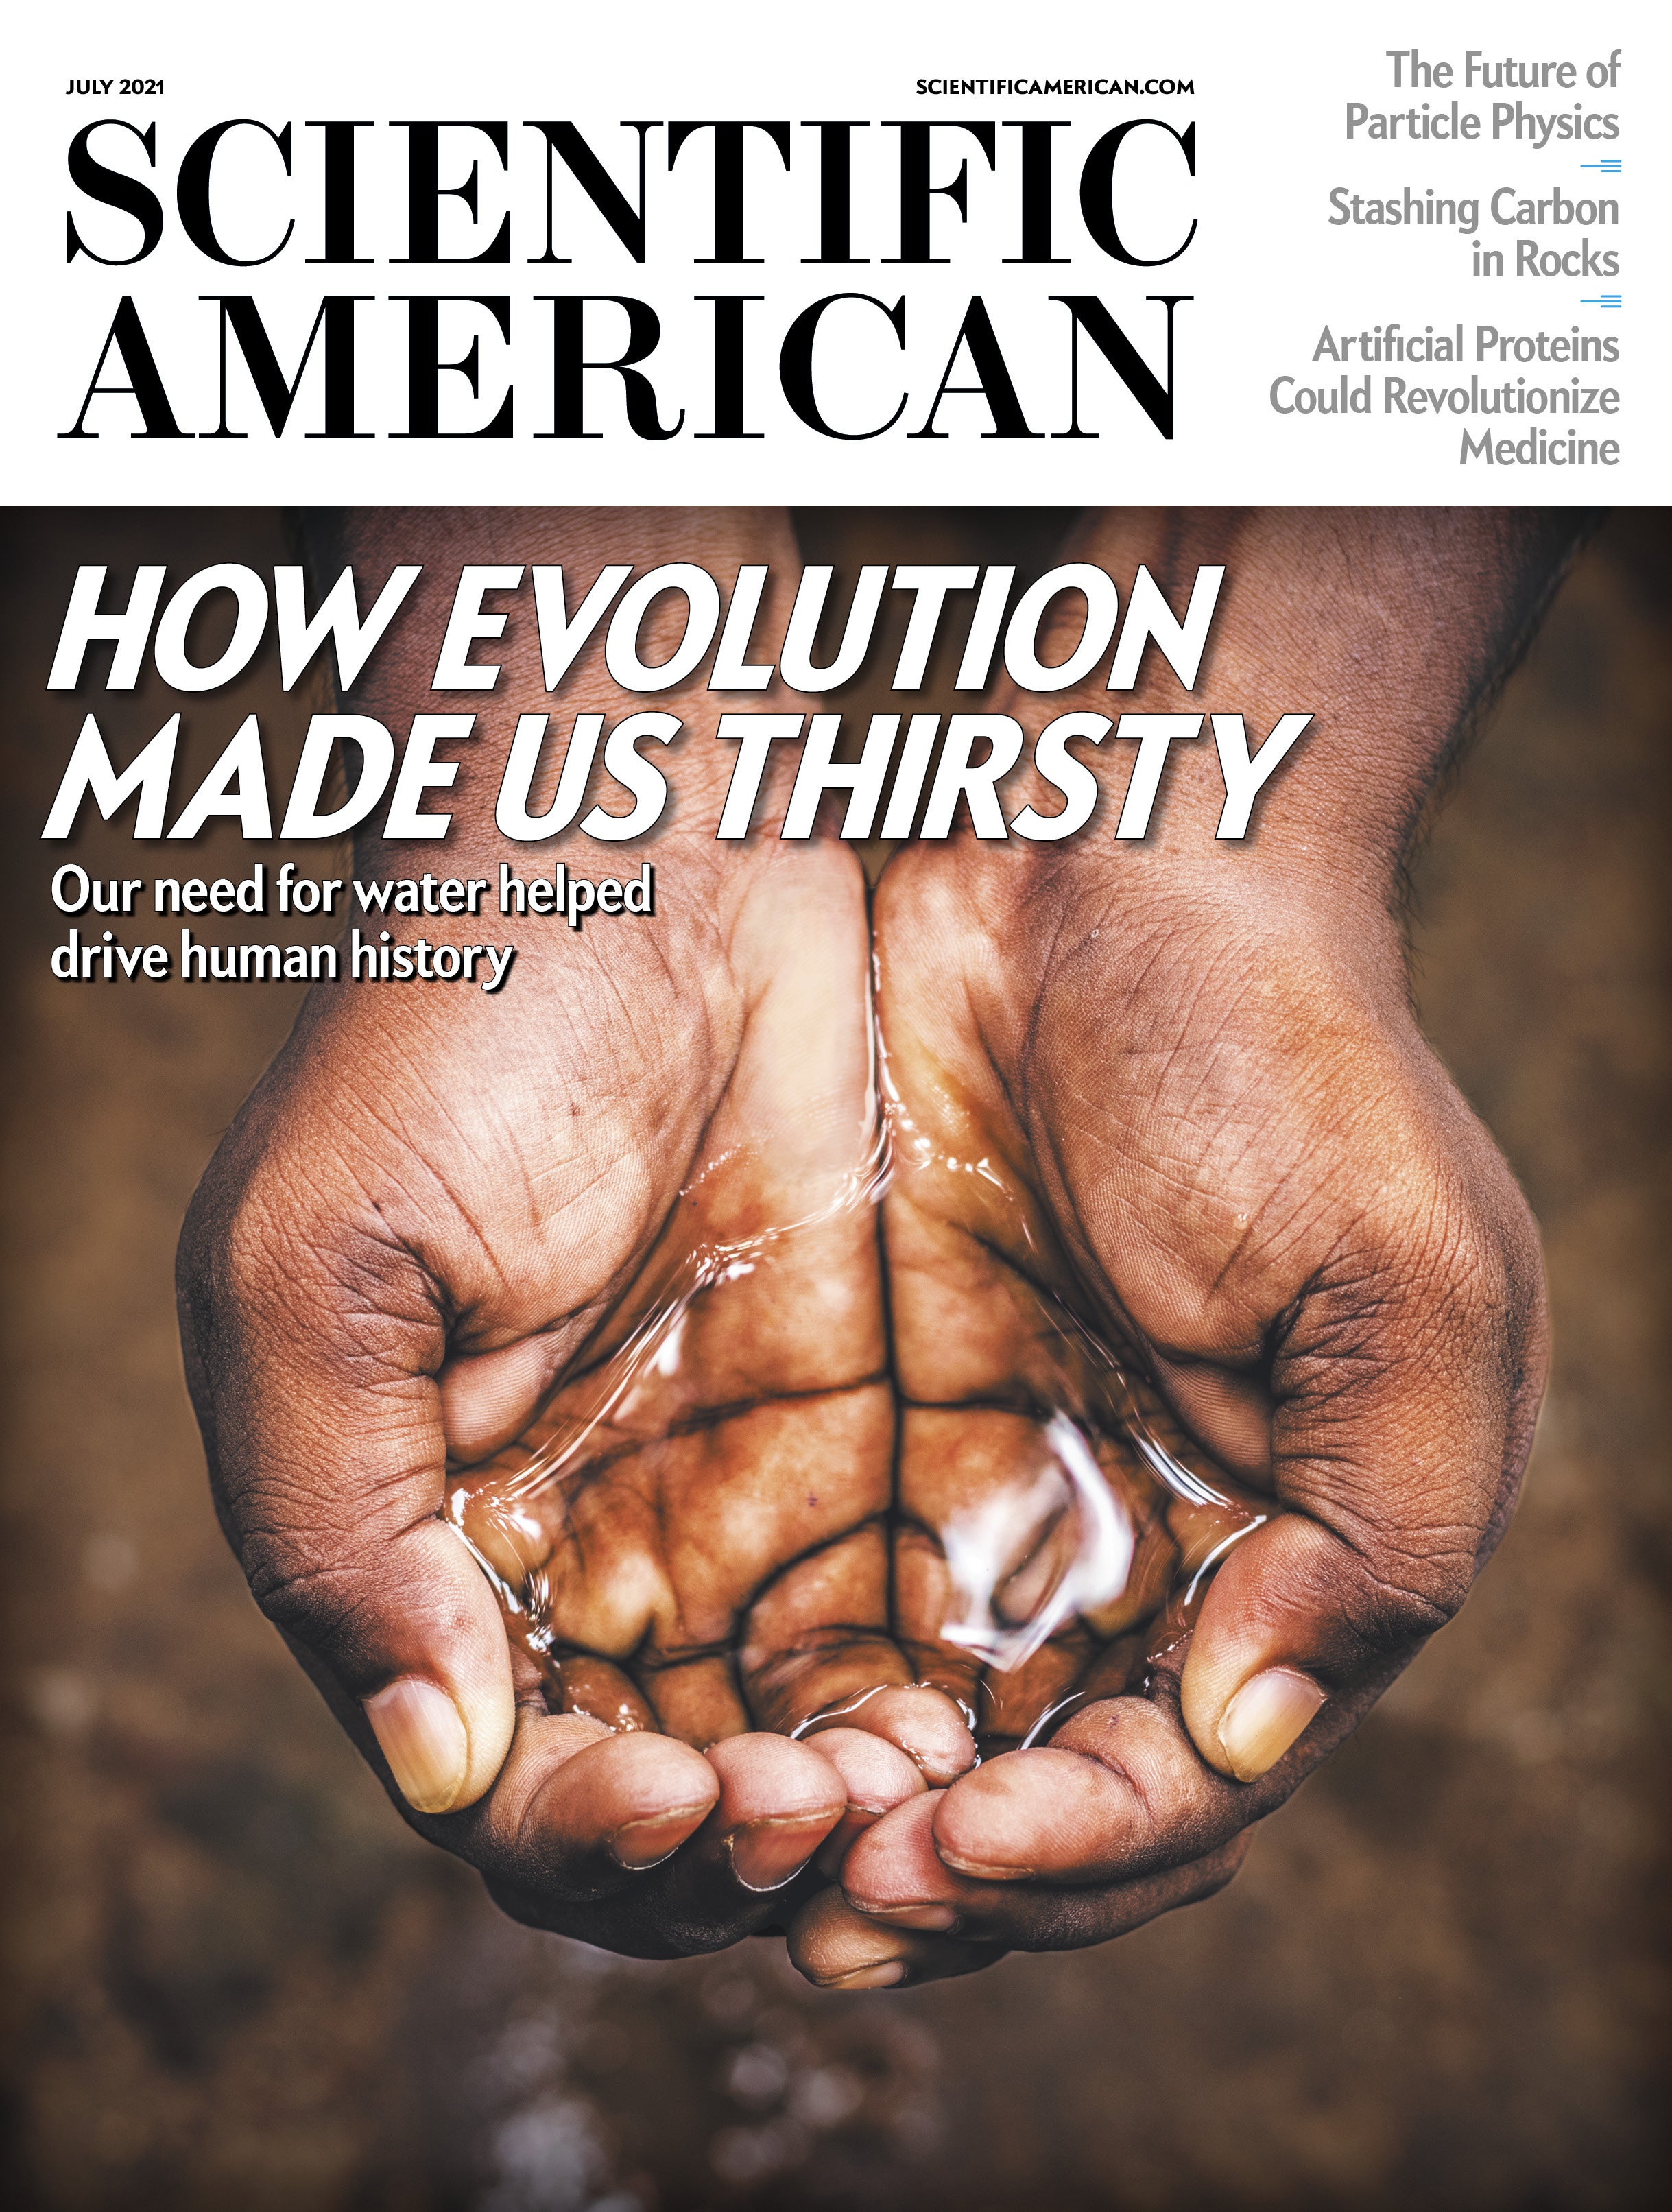 JULY 2021
SCIENTIFICAMERICAN.COM
SCIENTIFIC
AMERICAN
The Future of
Particle Physics
Stashing Carbon
in Rocks
Artificial Proteins
Could Revolutionize
Medicine
HOW EVOLUTION
MADE US THIRSTY
Our need for water helped
drive human history